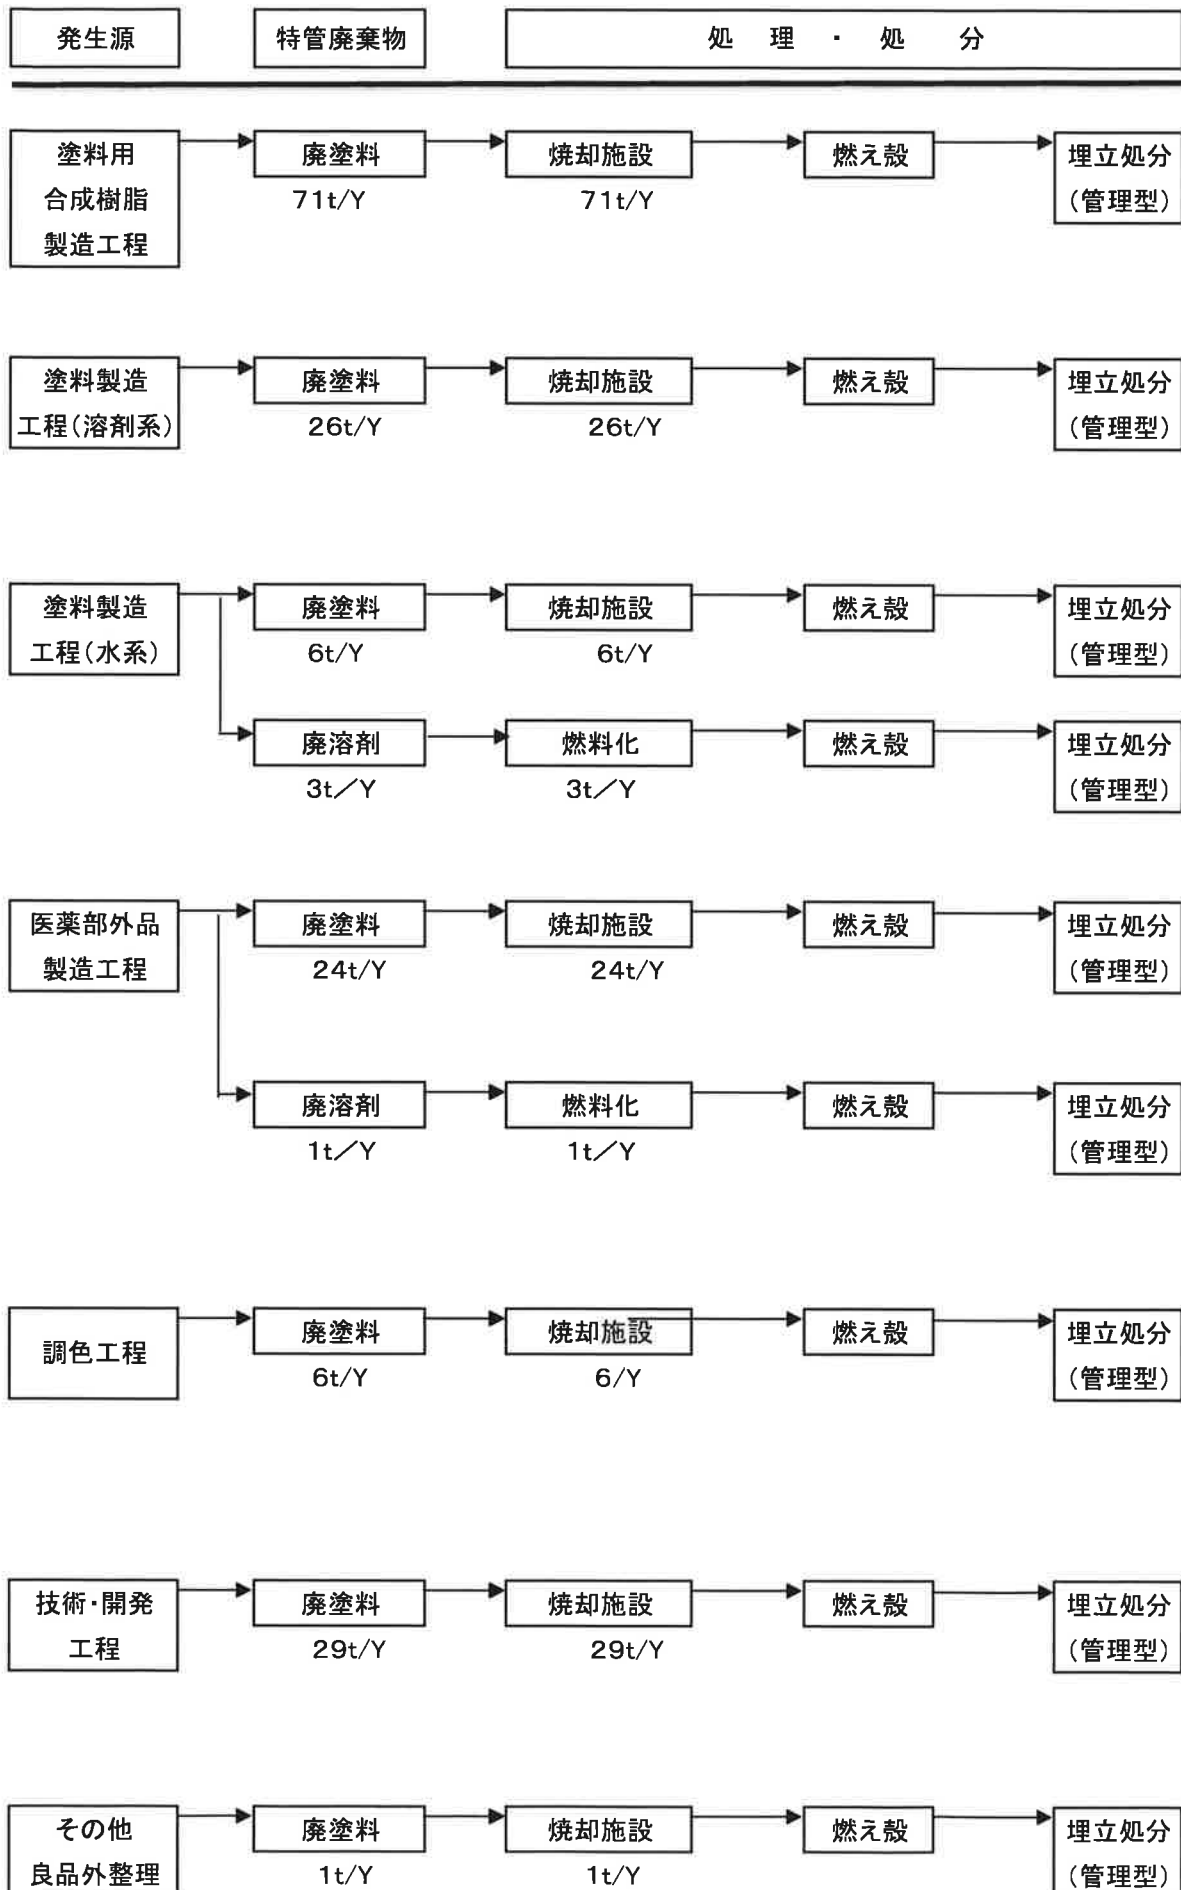 発生源
特管廃棄物
処理・処分
塗料用
合成樹脂
製造工程
廃塗料
71t/Y
焼却施設
71t/Y
燃え殻
埋立処分
(管理型)
塗料製造
工程(溶剤系)
廃塗料
26t/Y
焼却施設
26t/Y
燃え殻
埋立処分
(管理型)
塗料製造
工程(水系)
廃塗料
6t/Y
焼却施設
6t/Y
燃え殻
埋立処分
(管理型)
廃溶剤
3t/Y
燃料化
3t/Y
燃え殻
埋立処分
(管理型)
医薬部外品
製造工程
廃塗料
24t/Y
焼却施設
24t/Y
燃え殻
埋立処分
(管理型)
廃溶剤
1t/Y
燃料化
1t/Y
燃え殻
埋立処分
(管理型)
調色工程
廃塗料
6t/Y
焼却施設
6/Y
燃え殻
埋立処分
(管理型)
技術・開発
工程
廃塗料
29t/Y
焼却施設
29t/Y
燃え殻
埋立処分
(管理型)
その他
良品外整理
廃塗料
1t/Y
焼却施設
1t/Y
燃え殻
埋立処分
(管理型)